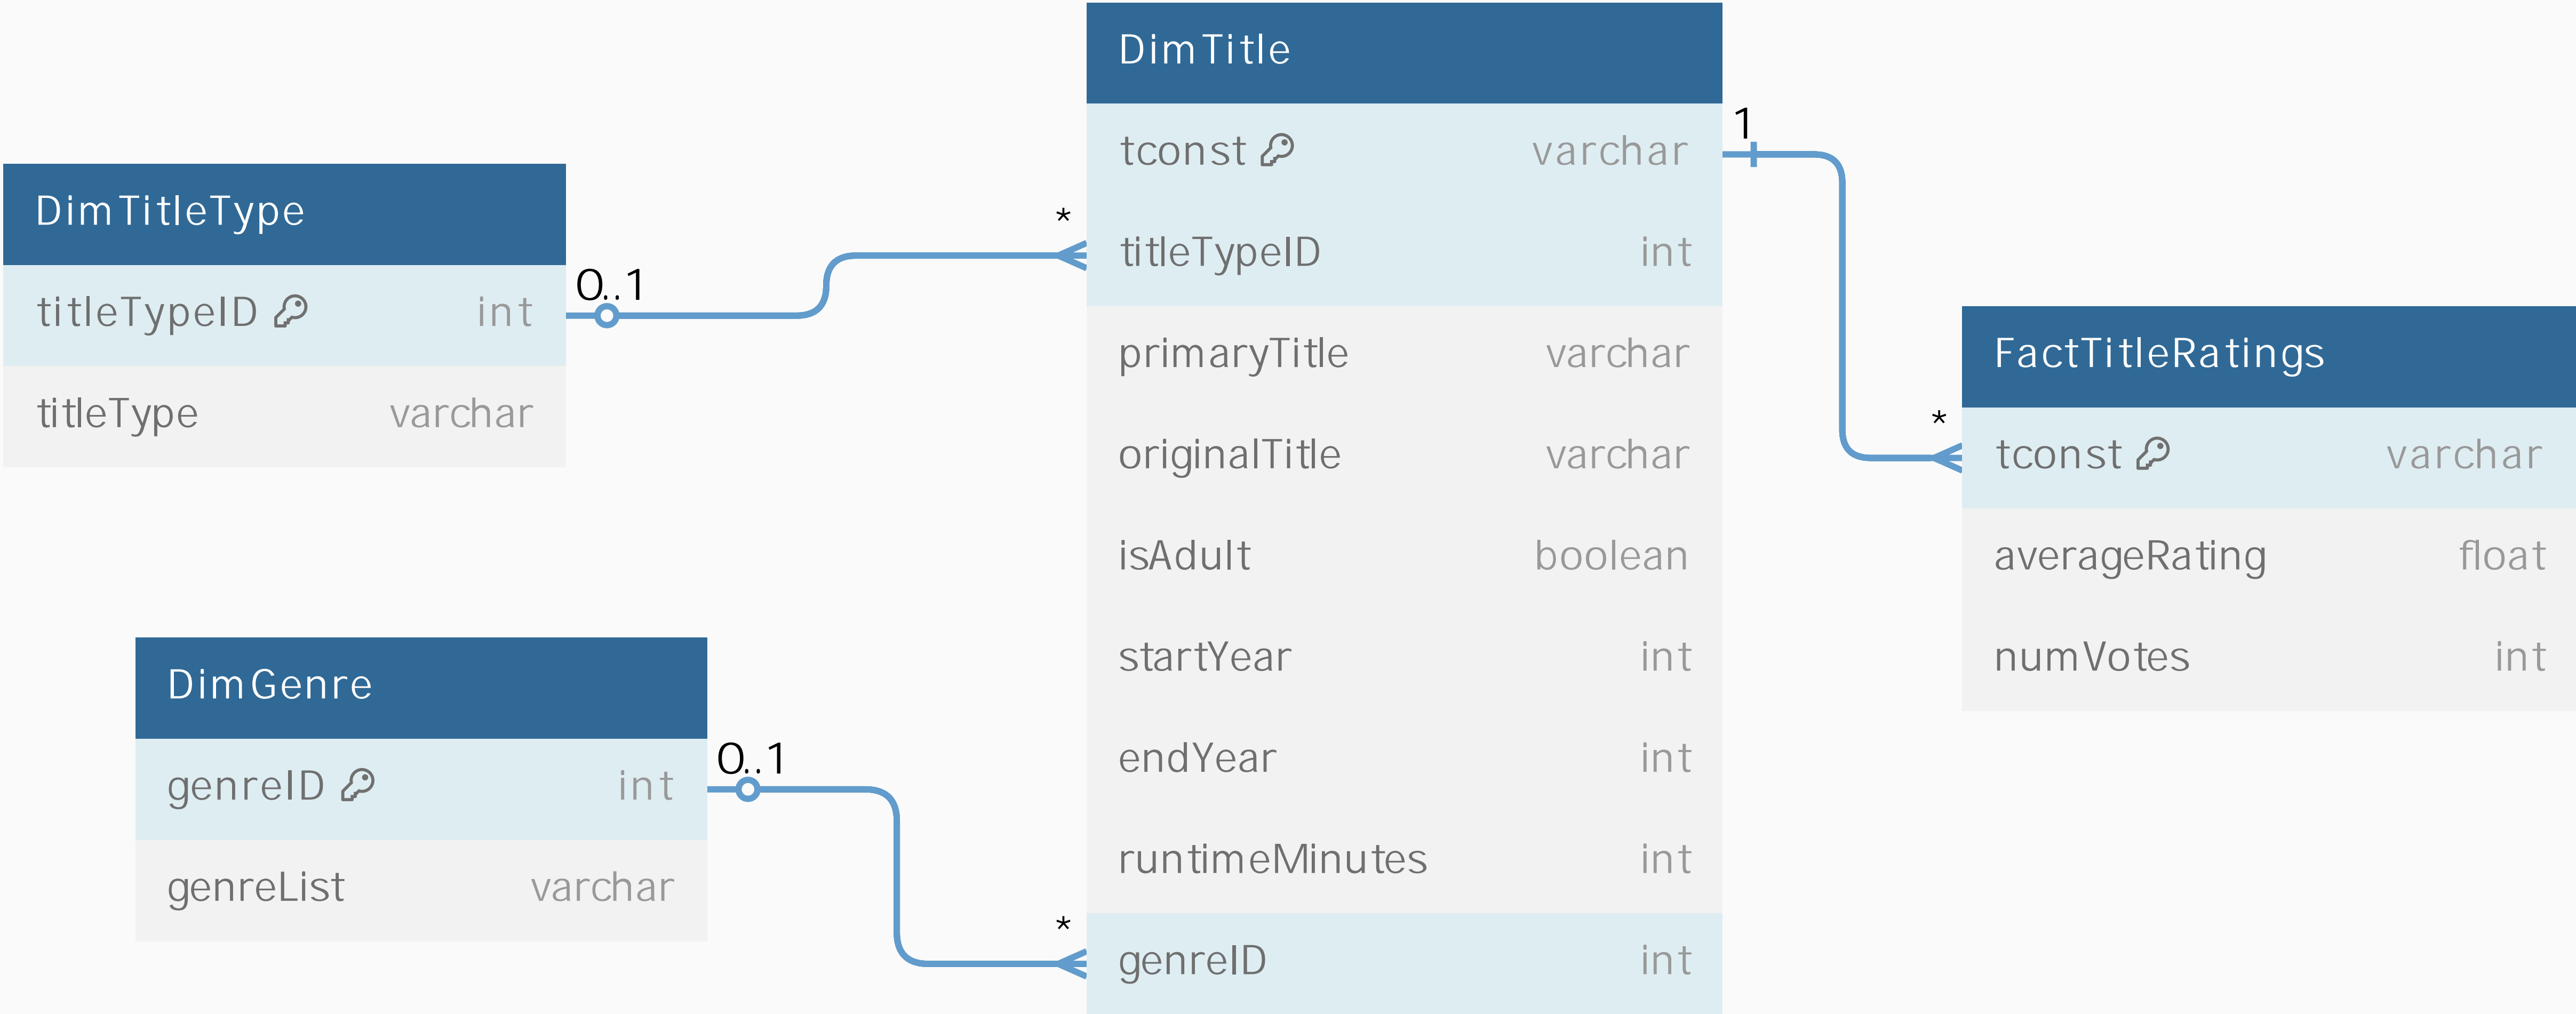 DimTitleType
titleTypeID int
titleType varchar
0..1
*
DimGenre
genreID int
genreList varchar
0..1
*
DimTitle
tconst varchar
titleTypeID int
primaryTitle varchar
originalTitle varchar
isAdult boolean
startYear int
endYear int
runtimeMinutes int
genreID int
1
*
FactTitleRatings
tconst varchar
averageRating float
numVotes int